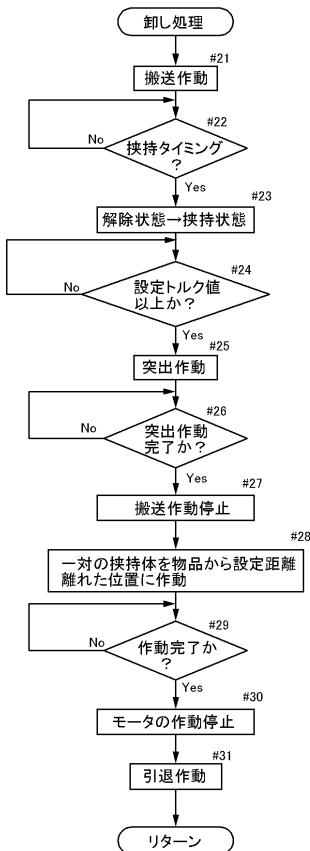 卸し処理
#21
搬送作動
#22
挟持タイミング
？
No
Yes
#23
解除状態→挟持状態
#24
設定トルク値
以上か？
No
Yes
#25
突出作動
#26
突出作動
完了か？
No
Yes
#27
搬送作動停止
#28
一対の挟持体を物品から設定距離
離れた位置に作動
#29
作動完了か
？
No
Yes
#30
モータの作動停止
#31
引退作動
リターン